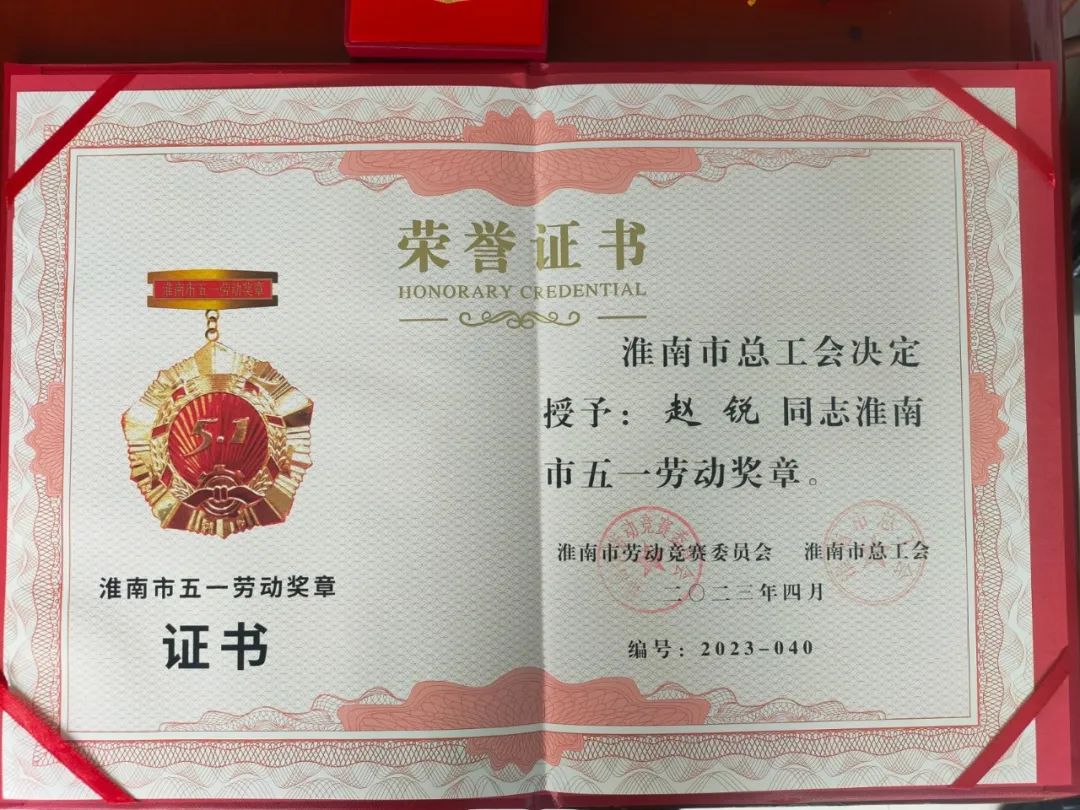 荣誉证书
HONORARY CREDENTIAL
淮南市五一劳动奖章
5.1
淮南市五一劳动奖章
证书
淮南市总工会决定
授予：赵锐同志淮南
市五一劳动奖章。
淮南市劳动竞赛委员会 淮南市总工会
二〇二三年四月
编号：2023-040